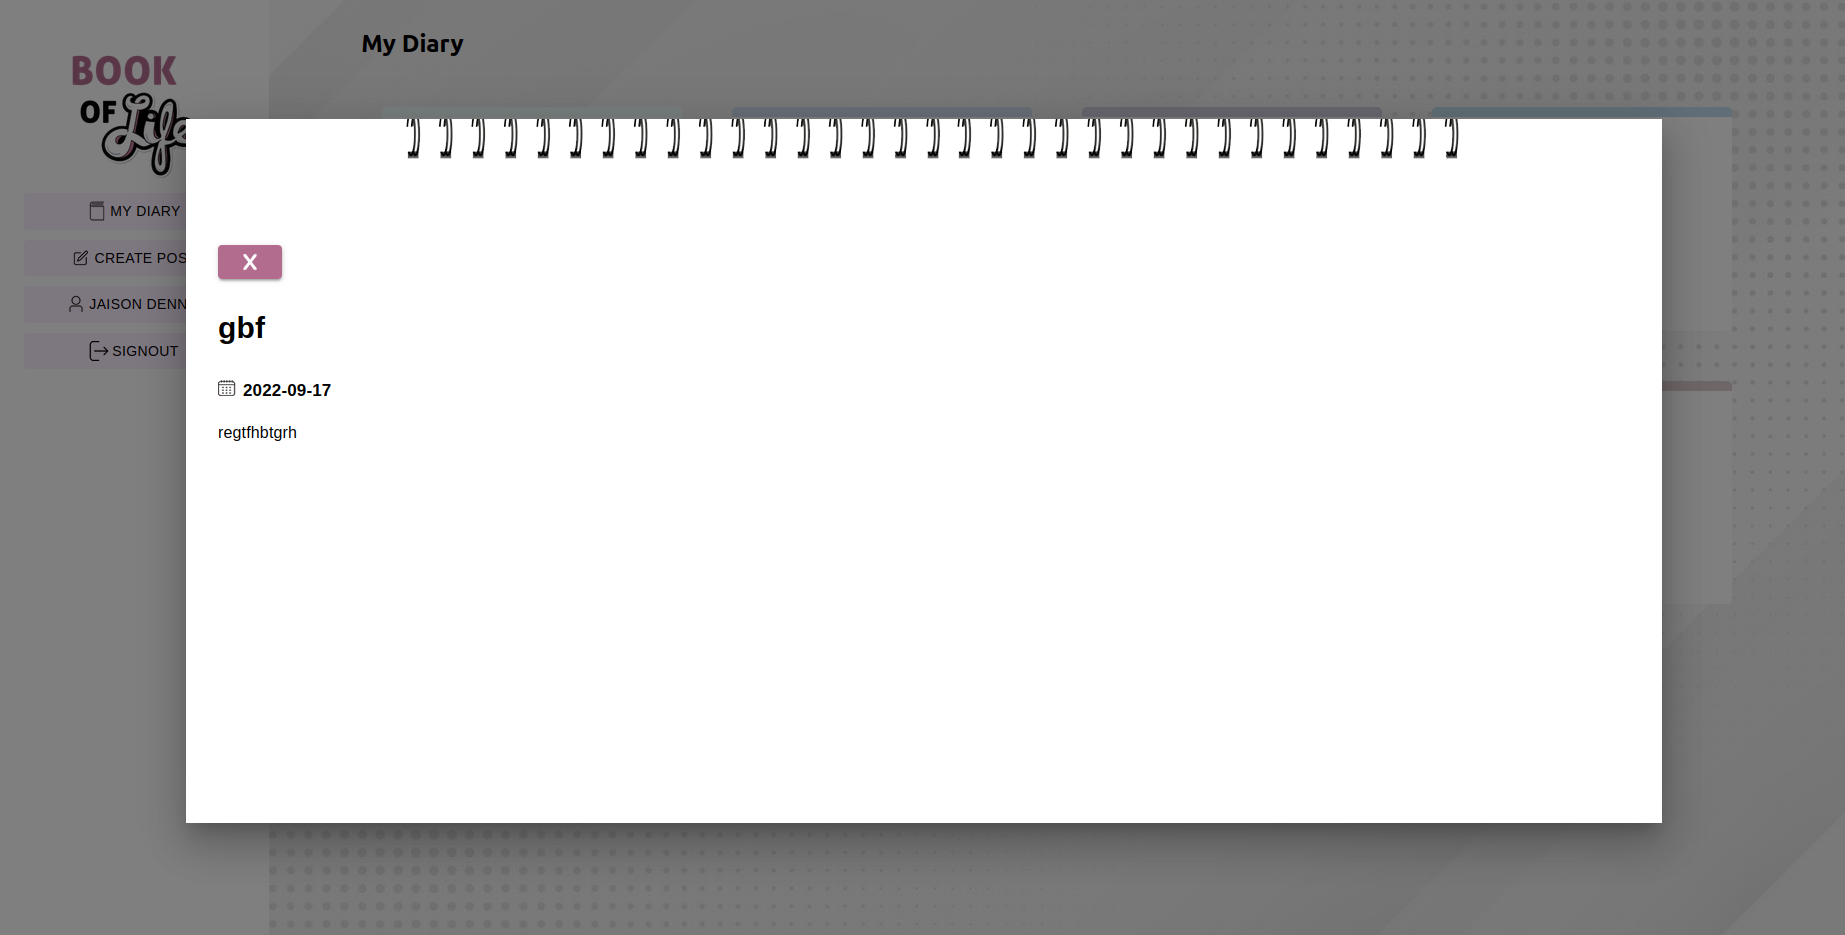 BOOK
OF Life
MY DIARY
CREATE POS
JAISON DENN
SIGNOUT
My Diary
X
gbf
2022-09-17
regtfhbtgrh